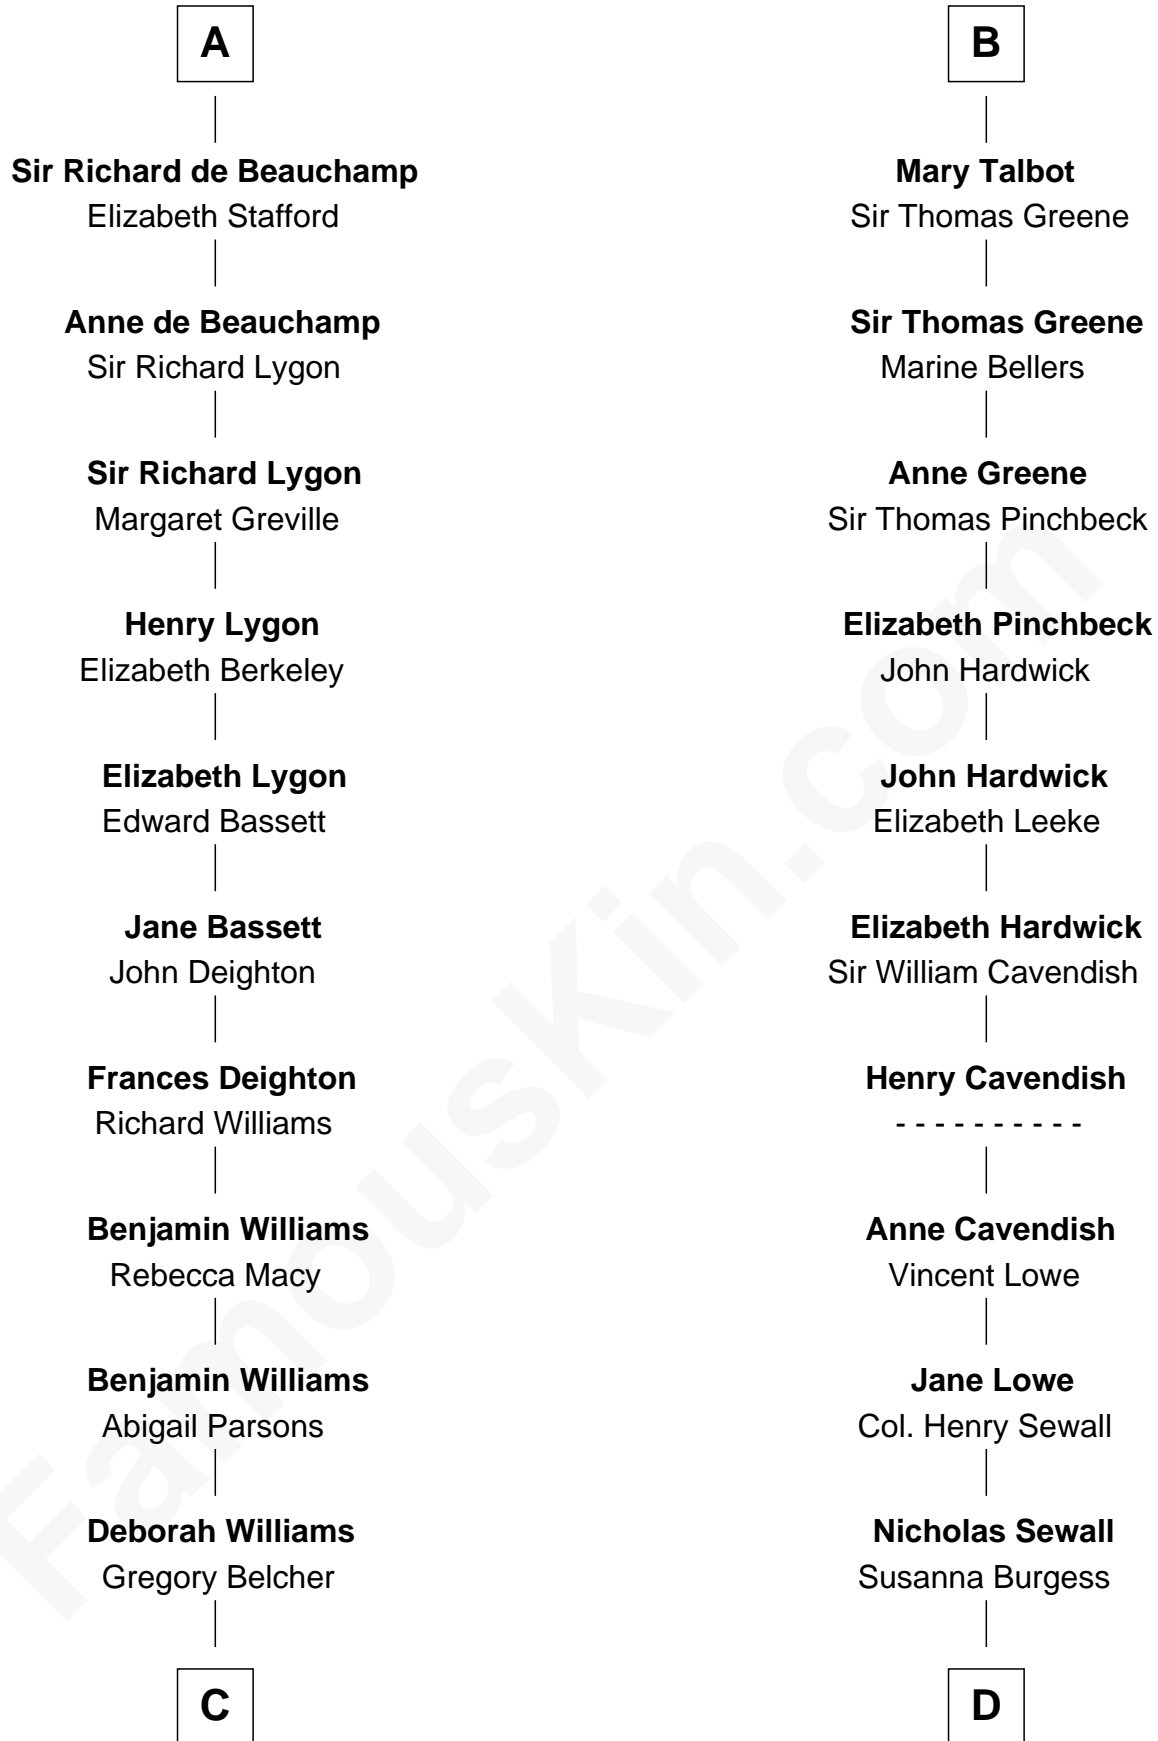 A
Sir Richard de Beauchamp
Elizabeth Stafford
Anne de Beauchamp
Sir Richard Lygon
Sir Richard Lygon
Margaret Greville
Henry Lygon
Elizabeth Berkeley
Elizabeth Lygon
Edward Bassett
Jane Bassett
John Deighton
Frances Deighton
Richard Williams
Benjamin Williams
Rebecca Macy
Benjamin Williams
Abigail Parsons
Deborah Williams
Gregory Belcher
C
B
Mary Talbot
Sir Thomas Greene
Sir Thomas Greene
Marine Bellers
Anne Greene
Sir Thomas Pinchbeck
Elizabeth Pinchbeck
John Hardwick
John Hardwick
Elizabeth Leeke
Elizabeth Hardwick
Sir William Cavendish
Henry Cavendish
- - - - - - - - - -
Anne Cavendish
Vincent Lowe
Jane Lowe
Col. Henry Sewall
Nicholas Sewall
Susanna Burgess
D
FamousKin.com